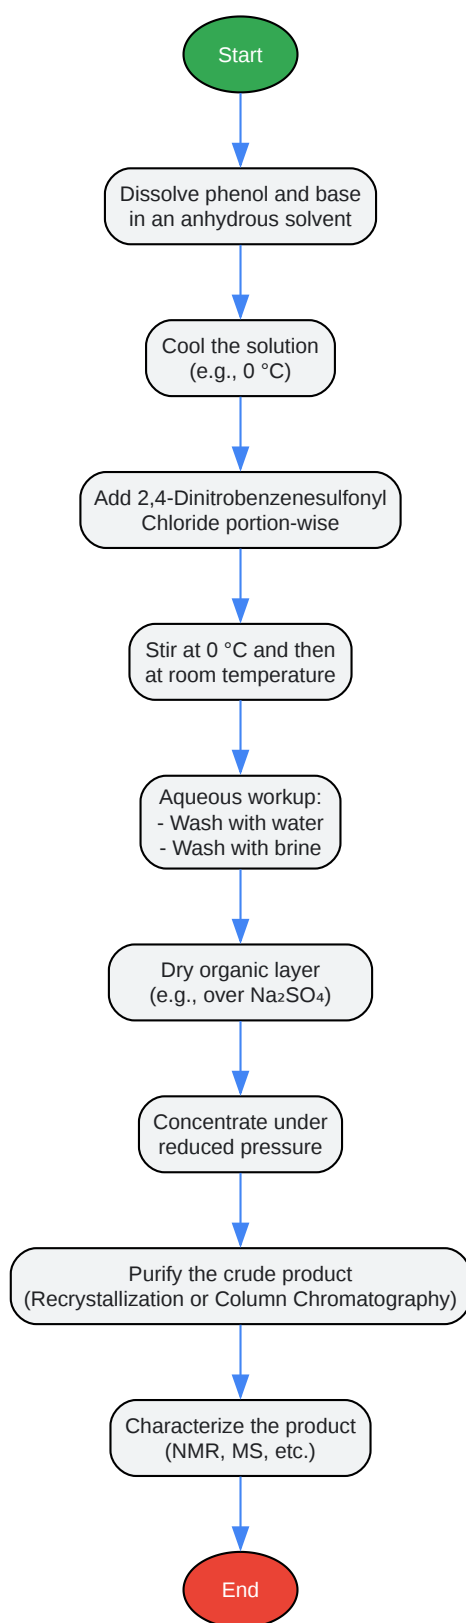 Start
Dissolve phenol and base
in an anhydrous solvent
Cool the solution
(e.g., 0 °C)
Add 2,4-Dinitrobenzenesulfonyl
Chloride portion-wise
Stir at 0 °C and then
at room temperature
Aqueous workup:
- Wash with water
- Wash with brine
Dry organic layer
(e.g., over Na₂SO₄)
Concentrate under
reduced pressure
Purify the crude product
(Recrystallization or Column Chromatography)
Characterize the product
(NMR, MS, etc.)
End